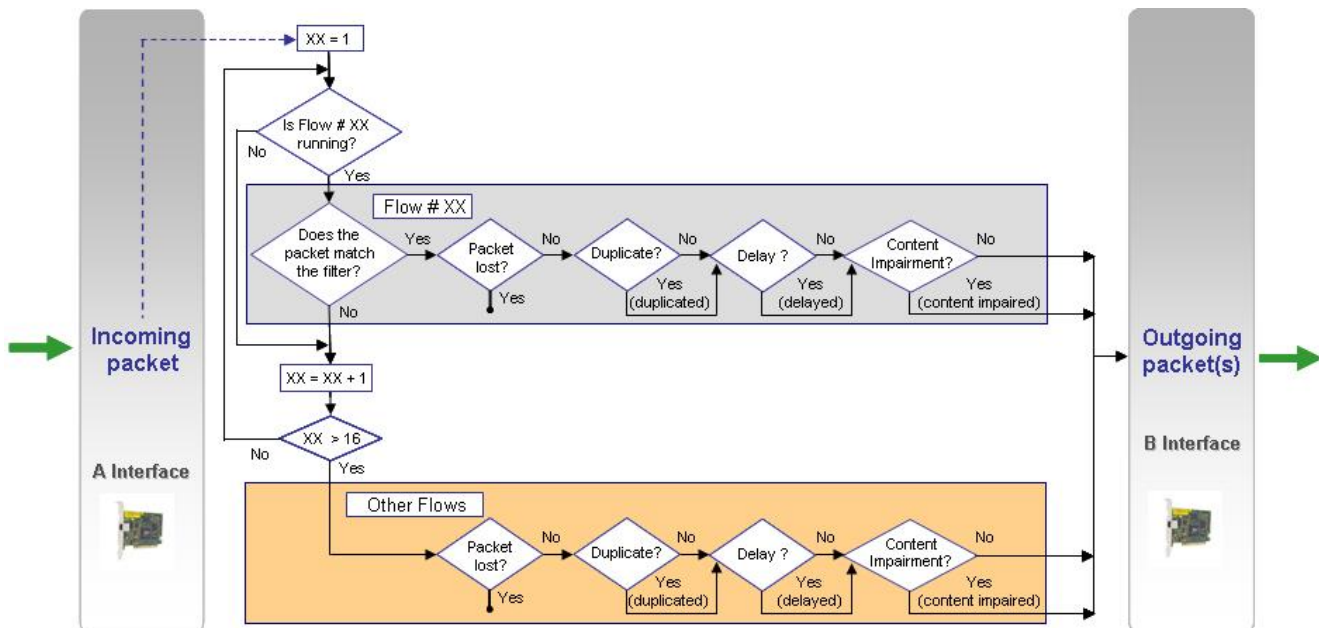 XX = 1
Is Flow # XX
running?
No
Yes
Flow # XX
Does the
packet match
the filter?
Yes
No
Packet
lost?
No
Yes
Duplicate?
No
Yes
(duplicated)
Delay ?
No
Yes
(delayed)
Content
Impairment?
No
Yes
(content impaired)
Incoming
packet
A Interface
XX = XX + 1
XX > 16
No
Yes
Other Flows
Packet
lost?
No
Yes
Duplicate?
No
Yes
(duplicated)
Delay ?
No
Yes
(delayed)
Content
Impairment?
No
Yes
(content impaired)
Outgoing
packet(s)
B Interface